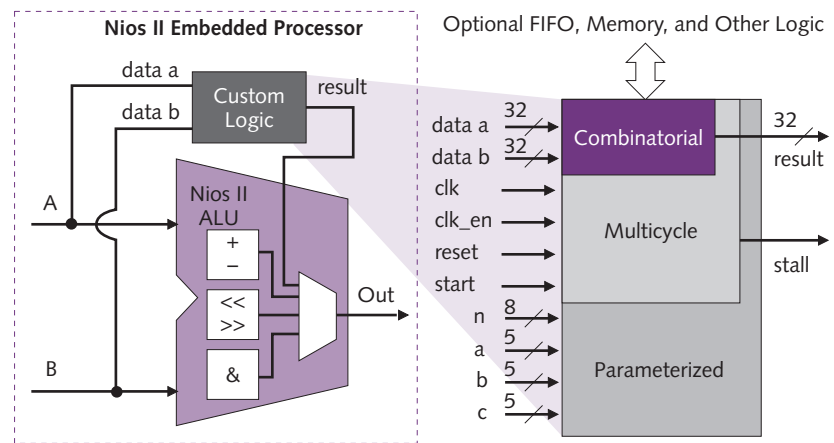 Nios II Embedded Processor
data a
data b
Custom
Logic
result
A
Nios II
ALU
+
−
<<
>>
&
Out
B
Optional FIFO, Memory, and Other Logic
data a
32
data b
32
clk
clk_en
reset
start
n
8
a
5
b
5
c
5
Combinatorial
Multicycle
Parameterized
32
result
stall